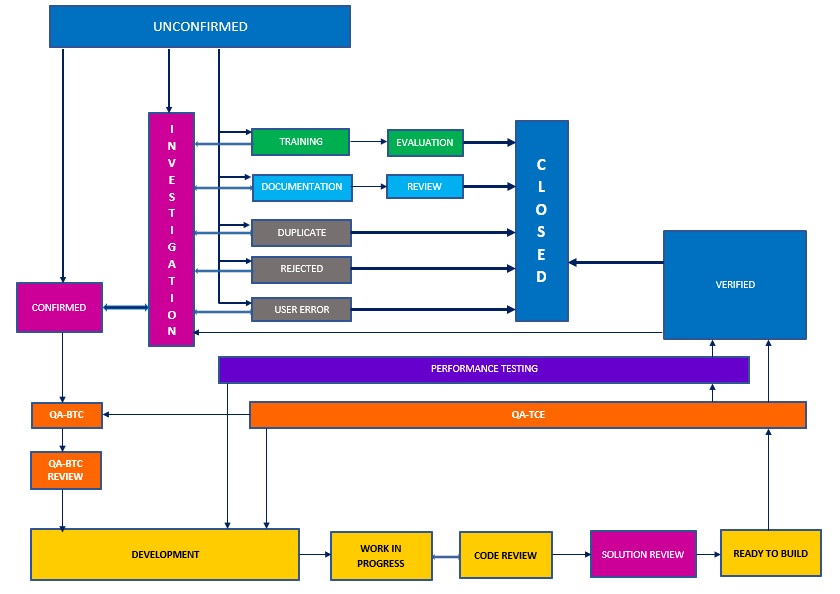 UNCONFIRMED
INVESTIGATION
TRAINING
EVALUATION
DOCUMENTATION
REVIEW
DUPLICATE
REJECTED
USER ERROR
CLOSED
VERIFIED
CONFIRMED
PERFORMANCE TESTING
QA-BTC
QA-TCE
QA-BTC
REVIEW
DEVELOPMENT
WORK IN
PROGRESS
CODE REVIEW
SOLUTION REVIEW
READY TO BUILD